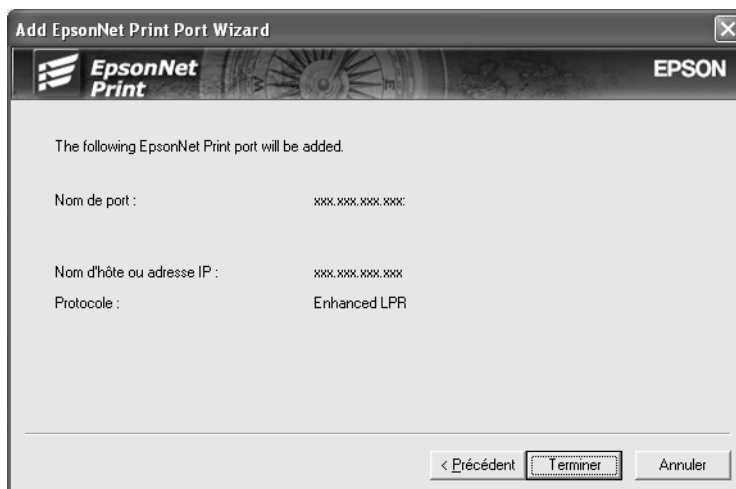 Add EpsonNet Print Port Wizard
EpsonNet
Print
EPSON
The following EpsonNet Print port will be added.
Nom de port : xxx.xxx.xxx.xxx:
Nom d'hôte ou adresse IP : xxx.xxx.xxx.xxx
Protocole : Enhanced LPR
< Précédent Terminer Annuler